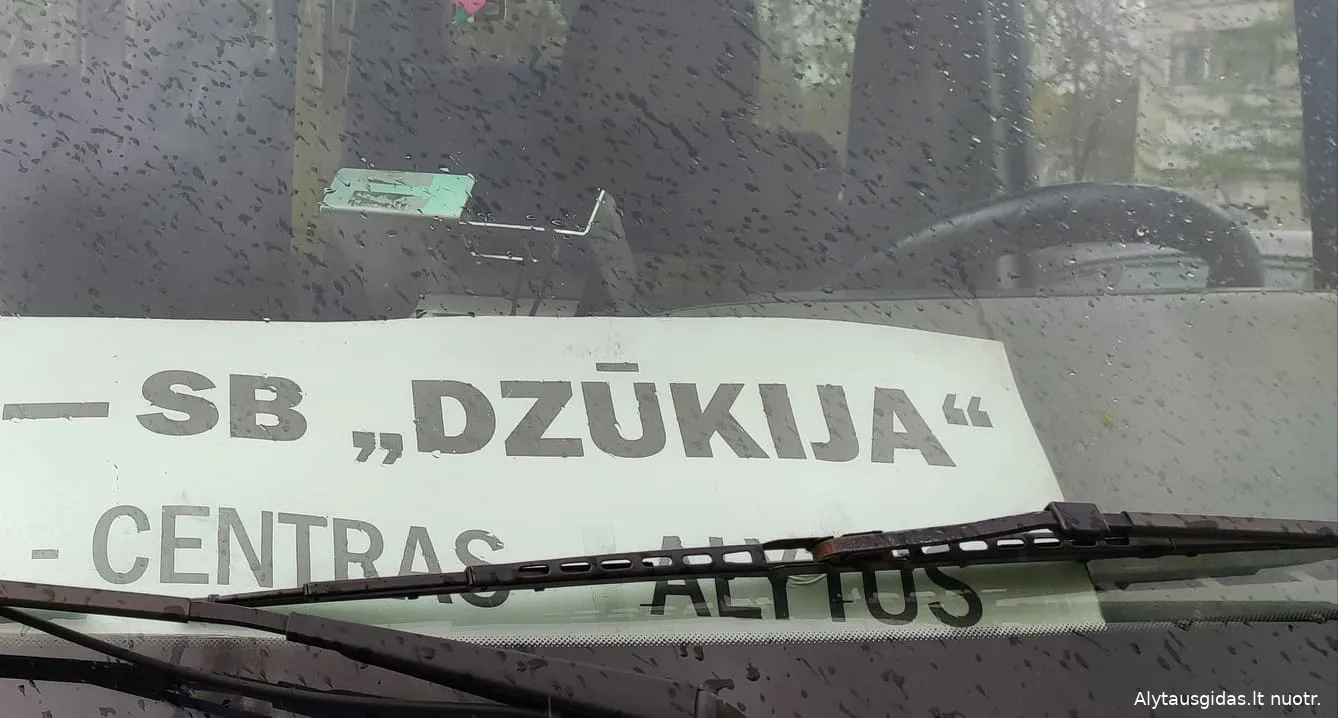 — SB „DZŪKIJA“
- CENTRAS - ALYTUS
Alytausgidas.lt nuotr.